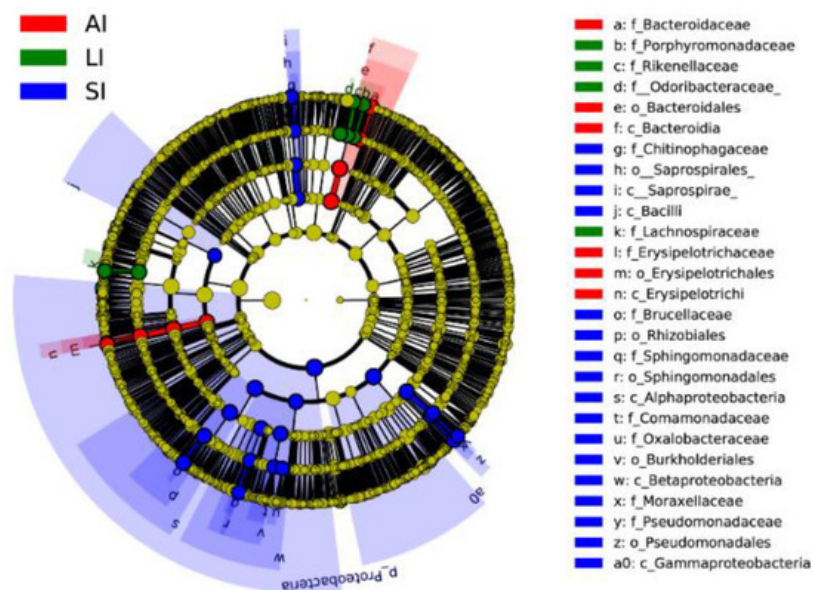 AI
LI
SI
a: f_Bacteroidaceae
b: f_Porphyromonadaceae
c: f_Rikenellaceae
d: f__Odoribacteraceae_
e: o_Bacteroidales
f: c_Bacteroidia
g: f_Chitinophagaceae
h: o__Saprospirales_
i: c__Saprospirae_
j: c_Bacilli
k: f_Lachnospiraceae
l: f_Erysipelotrichaceae
m: o_Erysipelotrichales
n: c_Erysipelotrichi
o: f_Brucellaceae
p: o_Rhizobiales
q: f_Sphingomonadaceae
r: o_Sphingomonadales
s: c_Alphaproteobacteria
t: f_Comamonadaceae
u: f_Oxalobacteraceae
v: o_Burkholderiales
w: c_Betaproteobacteria
x: f_Moraxellaceae
y: f_Pseudomonadaceae
z: o_Pseudomonadales
a0: c_Gammaproteobacteria
i
h
f
e
d
j
k
n
m
p
s
r
u
t
v
w
z
a0
p_Proteobacteria